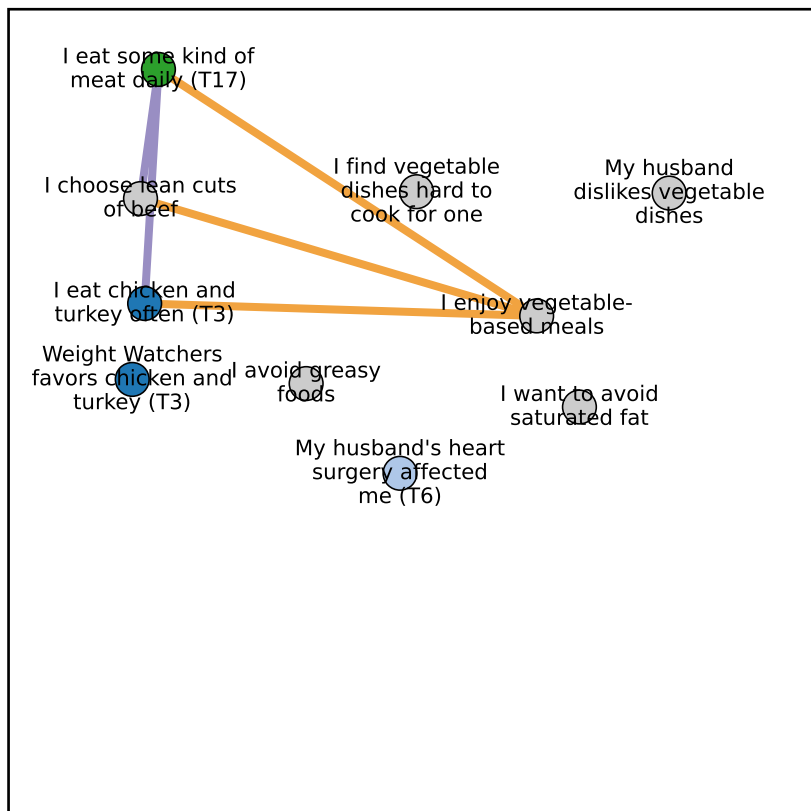 I eat some kind of
meat daily (T17)
I find vegetable
dishes hard to
cook for one
My husband
dislikes vegetable
dishes
I choose lean cuts
of beef
I eat chicken and
turkey often (T3)
I enjoy vegetable-
based meals
Weight Watchers
favors chicken and
turkey (T3)
I avoid greasy
foods
I want to avoid
saturated fat
My husband's heart
surgery affected
me (T6)